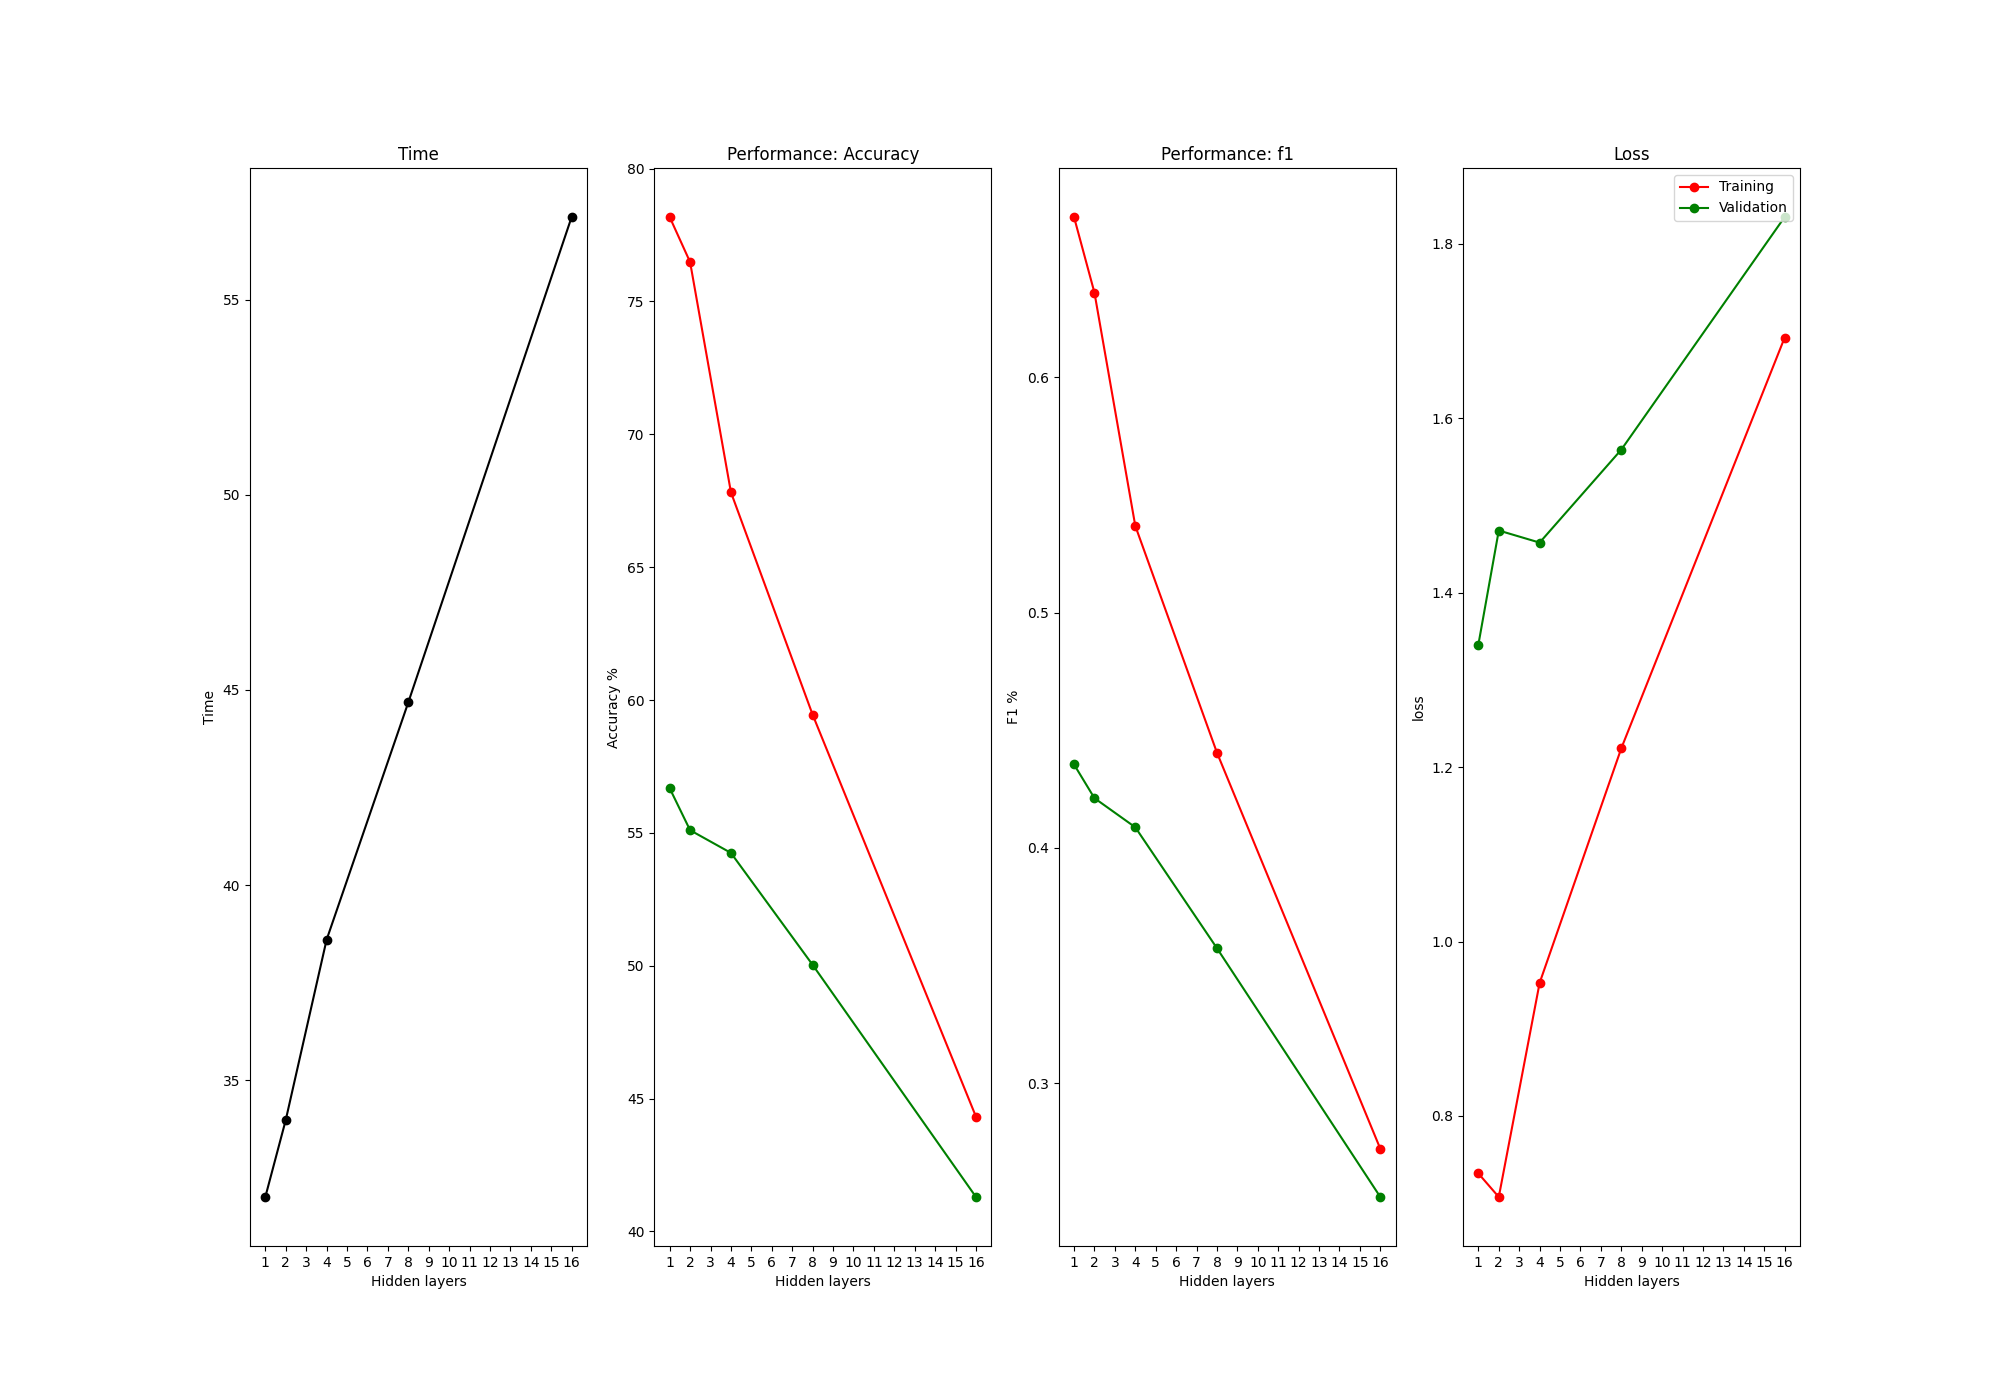 Time
Performance: Accuracy
Performance: f1
Loss
Time
55
50
45
40
35
1 2 3 4 5 6 7 8 9 10 11 12 13 14 15 16
Hidden layers
Accuracy %
80
75
70
65
60
55
50
45
40
1 2 3 4 5 6 7 8 9 10 11 12 13 14 15 16
Hidden layers
F1 %
0.6
0.5
0.4
0.3
1 2 3 4 5 6 7 8 9 10 11 12 13 14 15 16
Hidden layers
loss
Training
Validation
1.8
1.6
1.4
1.2
1.0
0.8
1 2 3 4 5 6 7 8 9 10 11 12 13 14 15 16
Hidden layers